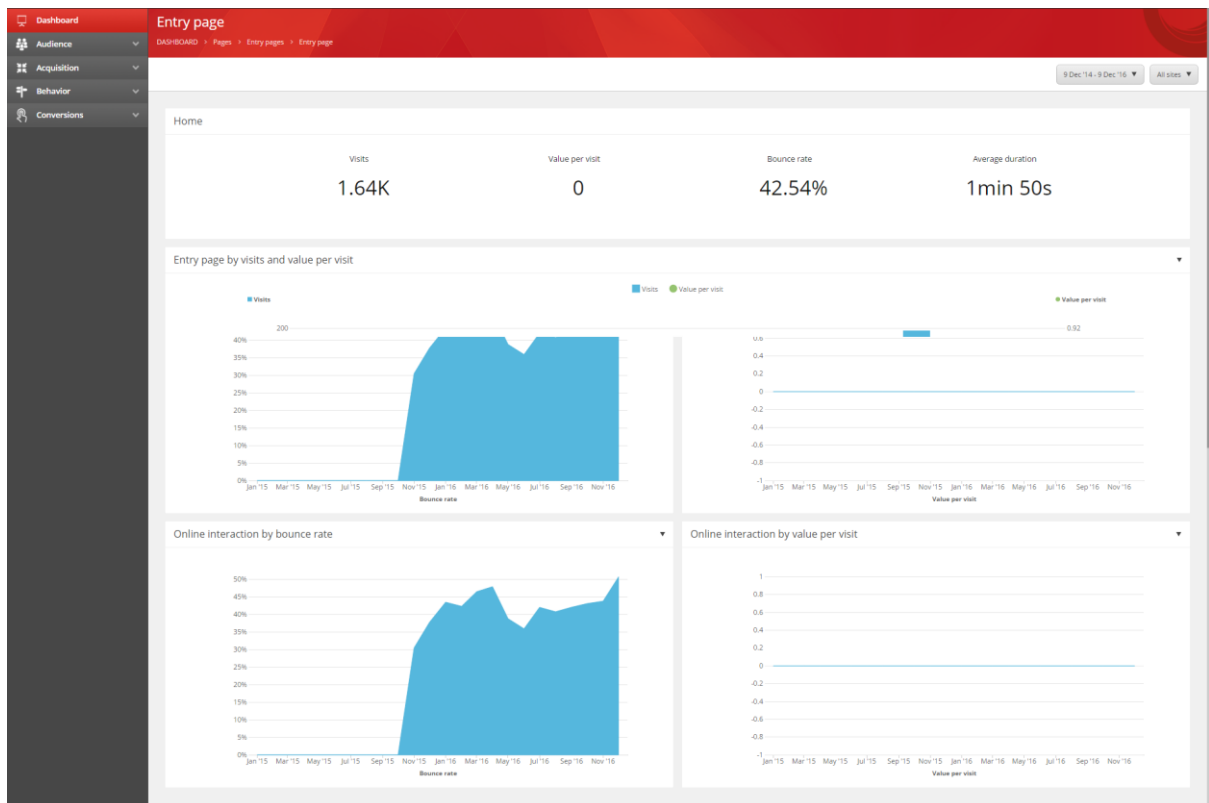 Dashboard
Audience
Acquisition
Behavior
Conversions
Entry page
DASHBOARD › Pages › Entry pages › Entry page
9 Dec '14 - 9 Dec '16 ▼ All sites ▼
Home
Visits Value per visit Bounce rate Average duration
1.64K 0 42.54% 1min 50s
Entry page by visits and value per visit
Visits Value per visit
Visits Value per visit
200 0.92
40%
35%
30%
25%
20%
15%
10%
5%
0%
Jan '15 Mar '15 May '15 Jul '15 Sep '15 Nov '15 Jan '16 Mar '16 May '16 Jul '16 Sep '16 Nov '16
Bounce rate
0.6
0.4
0.2
0
-0.2
-0.4
-0.6
-0.8
-1
Jan '15 Mar '15 May '15 Jul '15 Sep '15 Nov '15 Jan '16 Mar '16 May '16 Jul '16 Sep '16 Nov '16
Value per visit
Online interaction by bounce rate
50%
45%
40%
35%
30%
25%
20%
15%
10%
5%
0%
Jan '15 Mar '15 May '15 Jul '15 Sep '15 Nov '15 Jan '16 Mar '16 May '16 Jul '16 Sep '16 Nov '16
Bounce rate
Online interaction by value per visit
1
0.8
0.6
0.4
0.2
0
-0.2
-0.4
-0.6
-0.8
-1
Jan '15 Mar '15 May '15 Jul '15 Sep '15 Nov '15 Jan '16 Mar '16 May '16 Jul '16 Sep '16 Nov '16
Value per visit